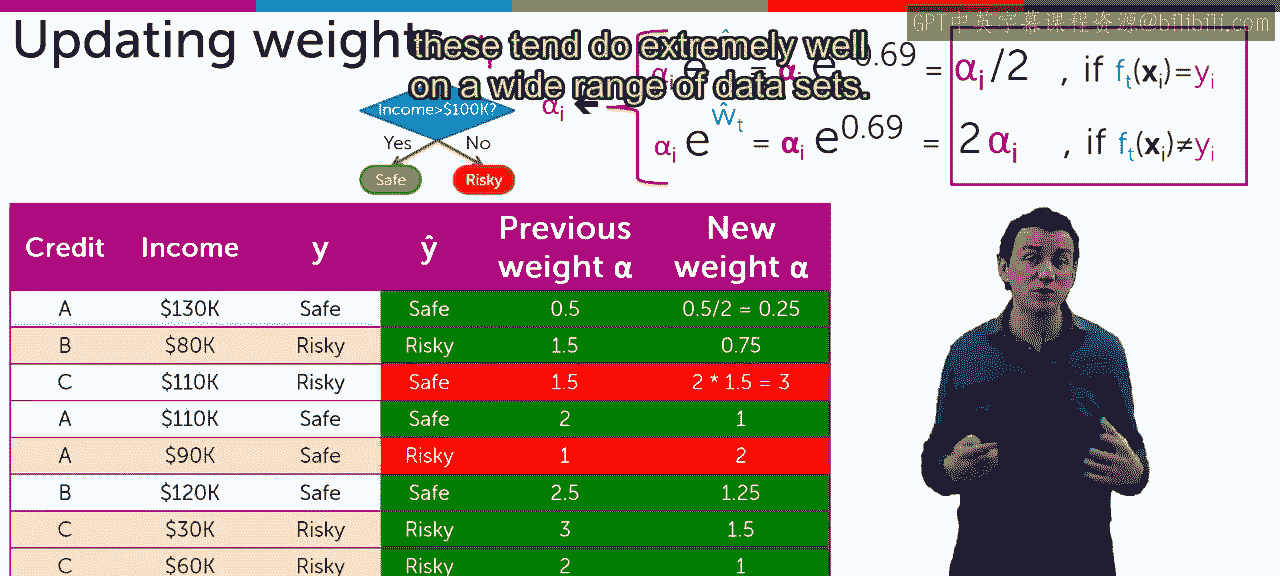 GPT中英字幕课程资源@bilibili.com
Updating weight
these tend do extremely well
on a wide range of data sets.
= αᵢ e^0.69 = αᵢ/2 , if fₜ(xᵢ)=yᵢ
αᵢ ←
αᵢ e^ŵₜ = αᵢ e^0.69 = 2αᵢ , if fₜ(xᵢ)≠yᵢ
Income>$100K?
Yes No
Safe Risky
Credit Income y ŷ Previous weight α New weight α
A $130K Safe Safe 0.5 0.5/2 = 0.25
B $80K Risky Risky 1.5 0.75
C $110K Risky Safe 1.5 2 * 1.5 = 3
A $110K Safe Safe 2 1
A $90K Safe Risky 1 2
B $120K Safe Safe 2.5 1.25
C $30K Risky Risky 3 1.5
C $60K Risky Risky 2 1